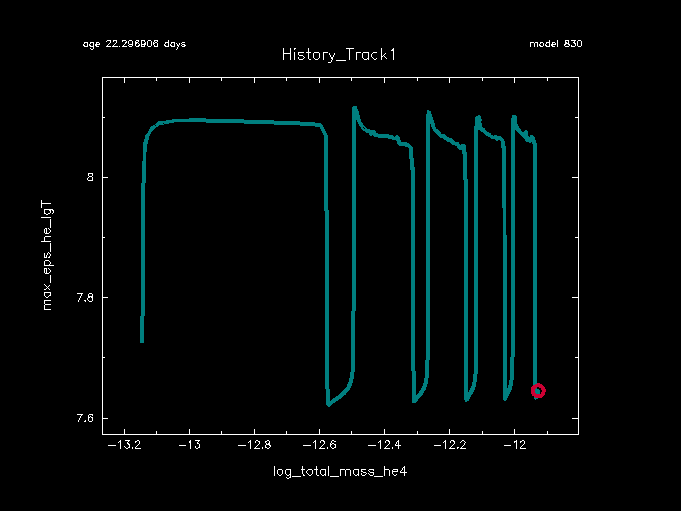 age 22.296906 days
model 830
History_Track1
8
7.8
7.6
max_eps_he_lgT
−13.2 −13 −12.8 −12.6 −12.4 −12.2 −12
log_total_mass_he4